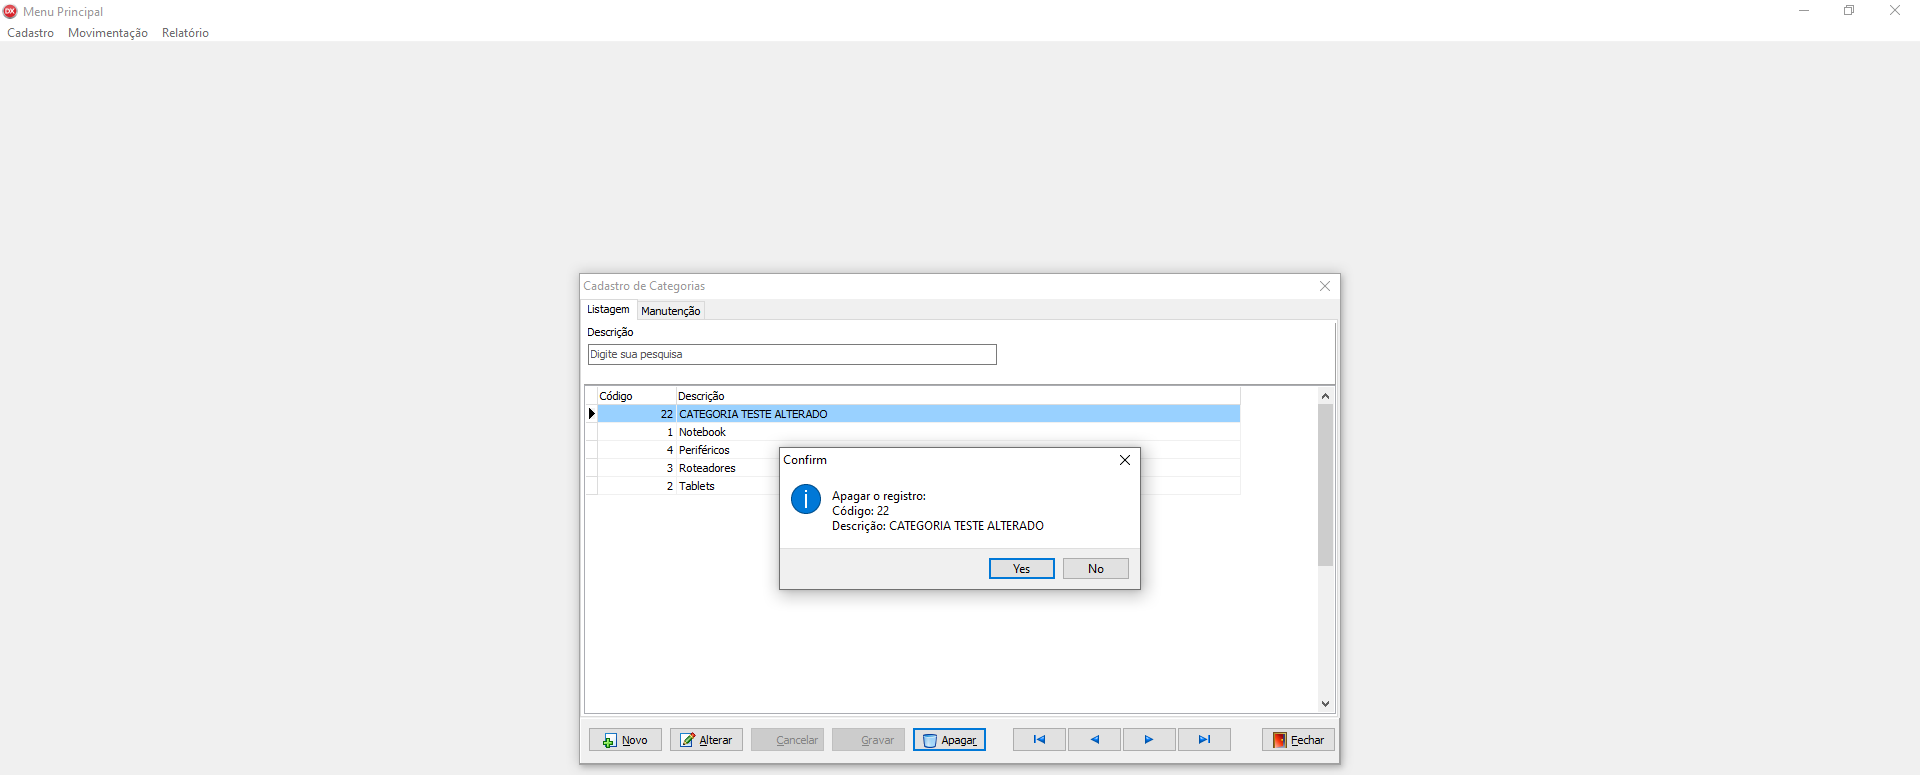 DX Menu Principal
Cadastro Movimentação Relatório
Cadastro de Categorias
Listagem Manutenção
Descrição
Digite sua pesquisa
Código Descrição
22 CATEGORIA TESTE ALTERADO
1 Notebook
4 Periféricos
3 Roteadores
2 Tablets
Confirm
Apagar o registro:
Código: 22
Descrição: CATEGORIA TESTE ALTERADO
Yes No
Novo Alterar Cancelar Gravar Apagar Fechar